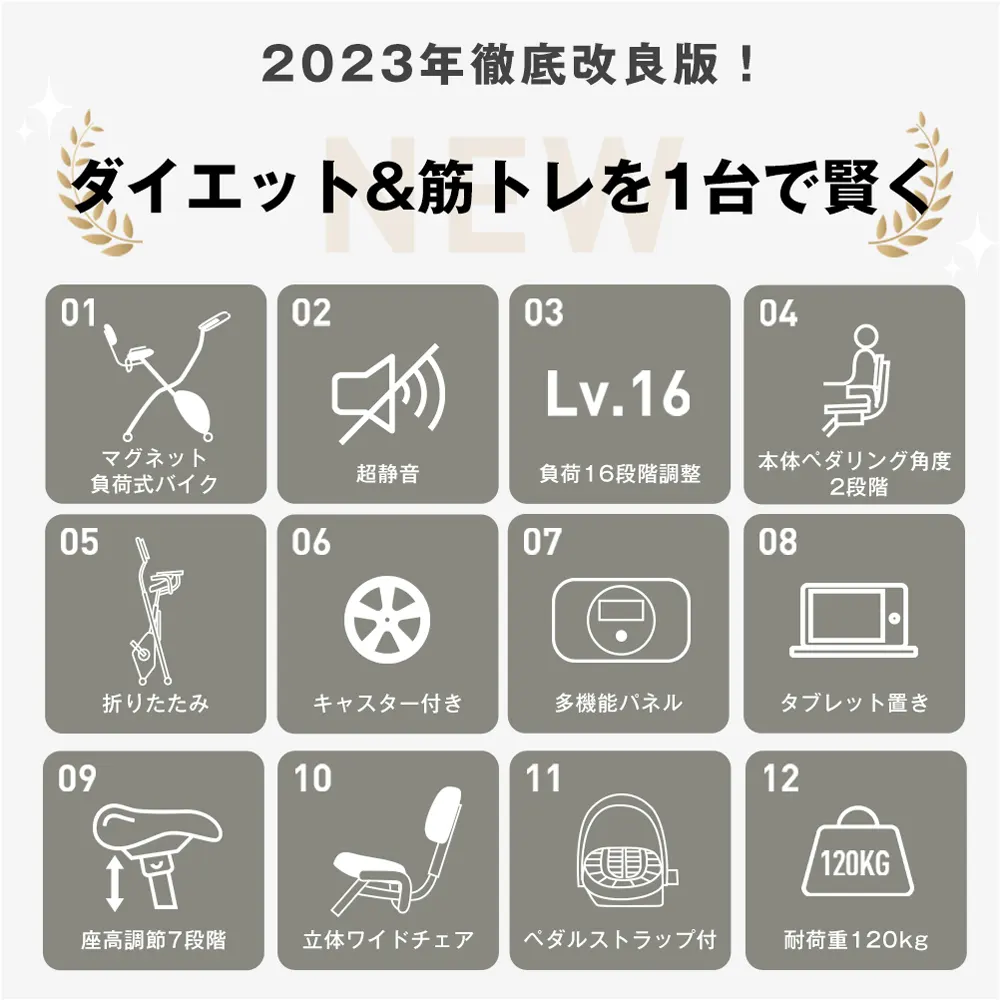 2023年徹底改良版！
NEW
ダイエット&筋トレを1台で賢く
01
マグネット
負荷式バイク
02
超静音
03
Lv.16
負荷16段階調整
04
本体ペダリング角度
2段階
05
折りたたみ
06
キャスター付き
07
多機能パネル
08
タブレット置き
09
座高調節7段階
10
立体ワイドチェア
11
ペダルストラップ付
12
120KG
耐荷重120kg